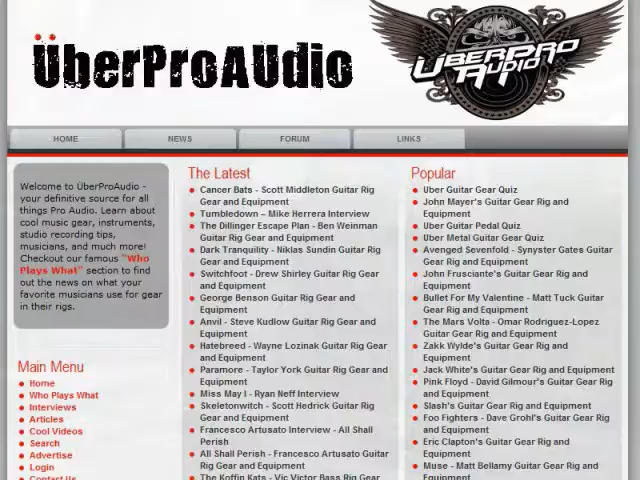 ÜberProAUdio
UBERPRO
AUDIO
HOME
NEWS
FORUM
LINKS
Welcome to ÜberProAudio -
your definitive source for all
things Pro Audio. Learn about
cool music gear, instruments,
studio recording tips,
musicians, and much more!
Checkout our famous "Who
Plays What" section to find
out the news on what your
favorite musicians use for gear
in their rigs.
Main Menu
Home
Who Plays What
Interviews
Articles
Cool Videos
Search
Advertise
Login
Contact Us
The Latest
Cancer Bats - Scott Middleton Guitar Rig
Gear and Equipment
Tumbledown – Mike Herrera Interview
The Dillinger Escape Plan - Ben Weinman
Guitar Rig Gear and Equipment
Dark Tranquility - Niklas Sundin Guitar Rig
Gear and Equipment
Switchfoot - Drew Shirley Guitar Rig Gear
and Equipment
George Benson Guitar Rig Gear and
Equipment
Anvil - Steve Kudlow Guitar Rig Gear and
Equipment
Hatebreed - Wayne Lozinak Guitar Rig Gear
and Equipment
Paramore - Taylor York Guitar Rig Gear and
Equipment
Miss May I - Ryan Neff Interview
Skeletonwitch - Scott Hedrick Guitar Rig
Gear and Equipment
Francesco Artusato Interview - All Shall
Perish
All Shall Perish - Francesco Artusato Guitar
Rig Gear and Equipment
The Koffin Kats - Vic Victor Bass Rig Gear
Popular
Uber Guitar Gear Quiz
John Mayer's Guitar Gear Rig and
Equipment
Uber Guitar Pedal Quiz
Uber Metal Guitar Gear Quiz
Avenged Sevenfold - Synyster Gates Guitar
Gear Rig and Equipment
John Frusciante's Guitar Gear Rig and
Equipment
Bullet For My Valentine - Matt Tuck Guitar
Gear Rig and Equipment
The Mars Volta - Omar Rodriguez-Lopez
Guitar Gear Rig and Equipment
Zakk Wylde's Guitar Gear Rig and
Equipment
Jack White's Guitar Gear Rig and Equipment
Pink Floyd - David Gilmour's Guitar Gear Rig
and Equipment
Slash's Guitar Gear Rig and Equipment
Foo Fighters - Dave Grohl's Guitar Gear Rig
and Equipment
Eric Clapton's Guitar Gear Rig and
Equipment
Muse - Matt Bellamy Guitar Gear Rig and
Equipment